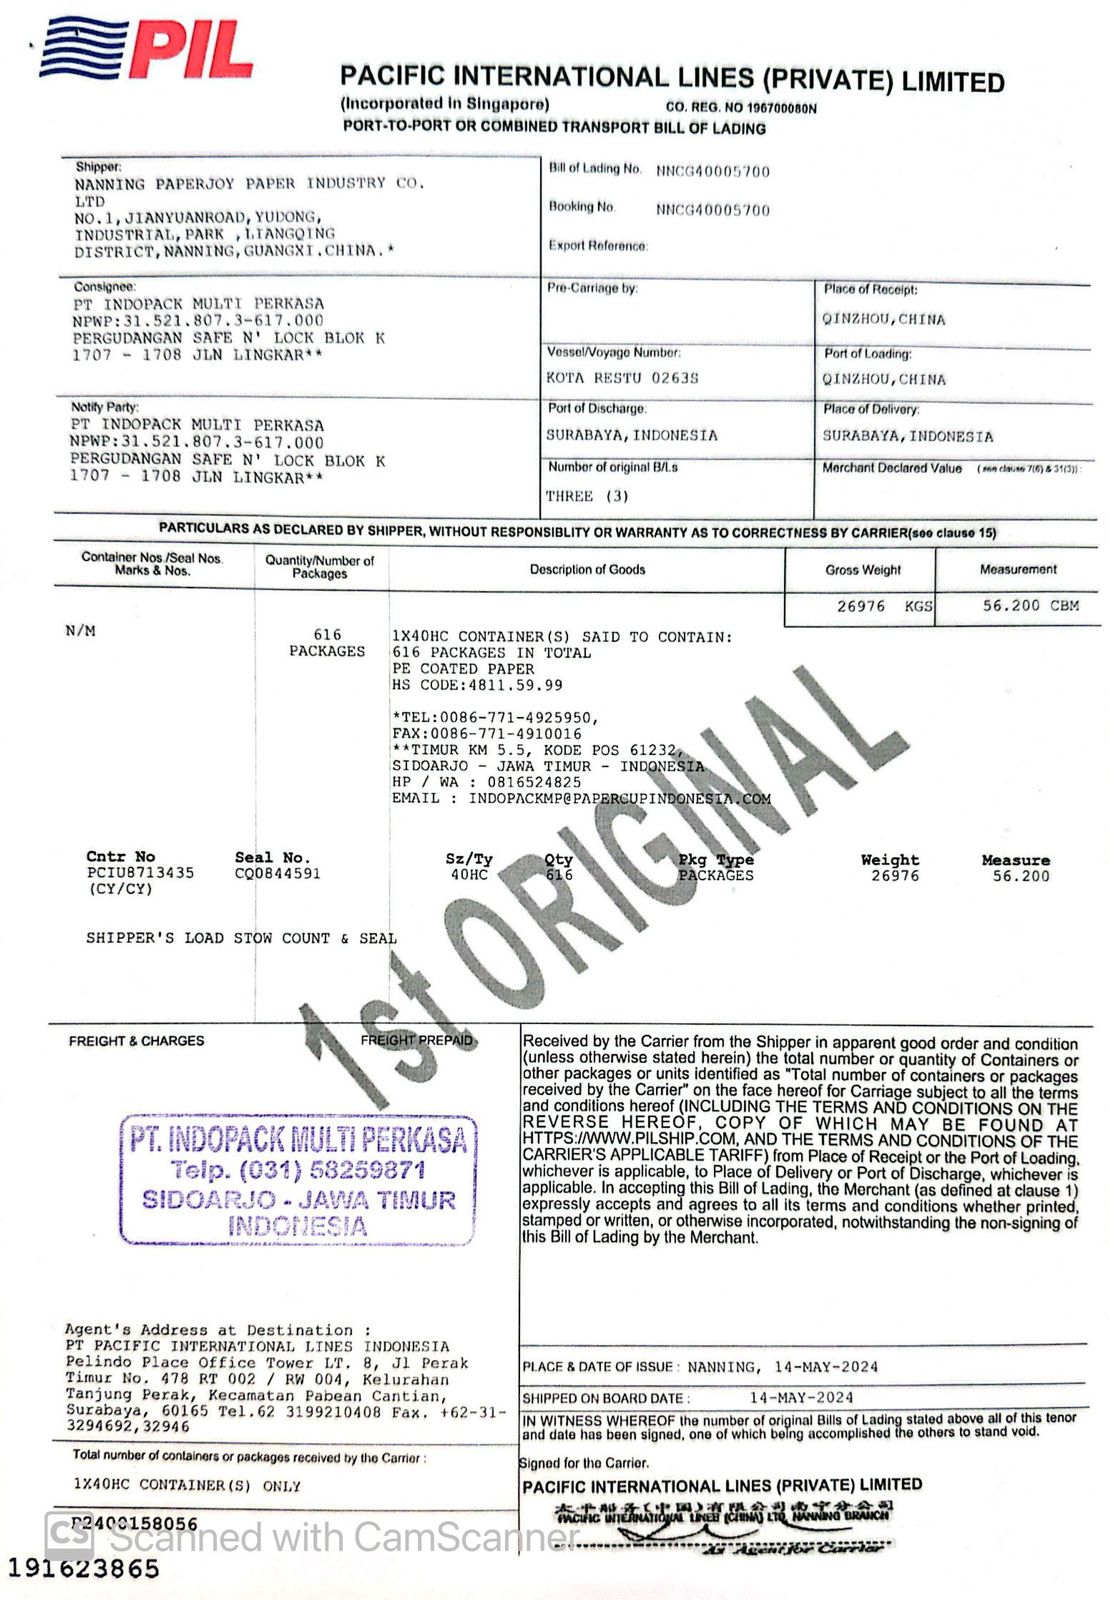 PIL
PACIFIC INTERNATIONAL LINES (PRIVATE) LIMITED
(Incorporated in Singapore) CO. REG. NO 196700080N
PORT-TO-PORT OR COMBINED TRANSPORT BILL OF LADING
Shipper:
NANNING PAPERJOY PAPER INDUSTRY CO.
LTD
NO.1,JIANYUANROAD,YUDONG,
INDUSTRIAL,PARK ,LIANGQING
DISTRICT,NANNING,GUANGXI.CHINA.*
Bill of Lading No. NNCG40005700
Booking No. NNCG40005700
Export Reference:
Consignee:
PT INDOPACK MULTI PERKASA
NPWP:31.521.807.3-617.000
PERGUDANGAN SAFE N' LOCK BLOK K
1707 - 1708 JLN LINGKAR**
Pre-Carriage by:
Place of Receipt:
QINZHOU,CHINA
Vessel/Voyage Number:
KOTA RESTU 0263S
Port of Loading:
QINZHOU,CHINA
Notify Party:
PT INDOPACK MULTI PERKASA
NPWP:31.521.807.3-617.000
PERGUDANGAN SAFE N' LOCK BLOK K
1707 - 1708 JLN LINGKAR**
Port of Discharge:
SURABAYA,INDONESIA
Place of Delivery:
SURABAYA,INDONESIA
Number of original B/Ls
THREE (3)
Merchant Declared Value (see clause 7(6) & 31(3)):
PARTICULARS AS DECLARED BY SHIPPER, WITHOUT RESPONSIBLITY OR WARRANTY AS TO CORRECTNESS BY CARRIER(see clause 15)
Container Nos./Seal Nos.
Marks & Nos.
Quantity/Number of
Packages
Description of Goods
Gross Weight
Measurement
26976 KGS 56.200 CBM
N/M
616
PACKAGES
1X40HC CONTAINER(S) SAID TO CONTAIN:
616 PACKAGES IN TOTAL
PE COATED PAPER
HS CODE:4811.59.99
*TEL:0086-771-4925950,
FAX:0086-771-4910016
**TIMUR KM 5.5, KODE POS 61232,
SIDOARJO - JAWA TIMUR - INDONESIA
HP / WA : 0816524825
EMAIL : INDOPACKMP@PAPERCUPINDONESIA.COM
1st ORIGINAL
Cntr No Seal No. Sz/Ty Qty Pkg Type Weight Measure
PCIU8713435 CQ0844591 40HC 616 PACKAGES 26976 56.200
(CY/CY)
SHIPPER'S LOAD STOW COUNT & SEAL
FREIGHT & CHARGES FREIGHT PREPAID
PT. INDOPACK MULTI PERKASA
Telp. (031) 58259871
SIDOARJO - JAWA TIMUR
INDONESIA
Received by the Carrier from the Shipper in apparent good order and condition
(unless otherwise stated herein) the total number or quantity of Containers or
other packages or units identified as "Total number of containers or packages
received by the Carrier" on the face hereof for Carriage subject to all the terms
and conditions hereof (INCLUDING THE TERMS AND CONDITIONS ON THE
REVERSE HEREOF, COPY OF WHICH MAY BE FOUND AT
HTTPS://WWW.PILSHIP.COM, AND THE TERMS AND CONDITIONS OF THE
CARRIER'S APPLICABLE TARIFF) from Place of Receipt or the Port of Loading,
whichever is applicable, to Place of Delivery or Port of Discharge, whichever is
applicable. In accepting this Bill of Lading, the Merchant (as defined at clause 1)
expressly accepts and agrees to all its terms and conditions whether printed,
stamped or written, or otherwise incorporated, notwithstanding the non-signing of
this Bill of Lading by the Merchant.
Agent's Address at Destination :
PT PACIFIC INTERNATIONAL LINES INDONESIA
Pelindo Place Office Tower LT. 8, Jl Perak
Timur No. 478 RT 002 / RW 004, Kelurahan
Tanjung Perak, Kecamatan Pabean Cantian,
Surabaya, 60165 Tel.62 3199210408 Fax. +62-31-
3294692,32946
PLACE & DATE OF ISSUE : NANNING, 14-MAY-2024
SHIPPED ON BOARD DATE : 14-MAY-2024
IN WITNESS WHEREOF the number of original Bills of Lading stated above all of this tenor
and date has been signed, one of which being accomplished the others to stand void.
Total number of containers or packages received by the Carrier :
1X40HC CONTAINER(S) ONLY
Signed for the Carrier.
PACIFIC INTERNATIONAL LINES (PRIVATE) LIMITED
太平船务(中国)有限公司南宁分公司
PACIFIC INTERNATIONAL LINES (CHINA) LTD, NANNING BRANCH
As Agent for Carrier
P2400158056
CS Scanned with CamScanner
191623865